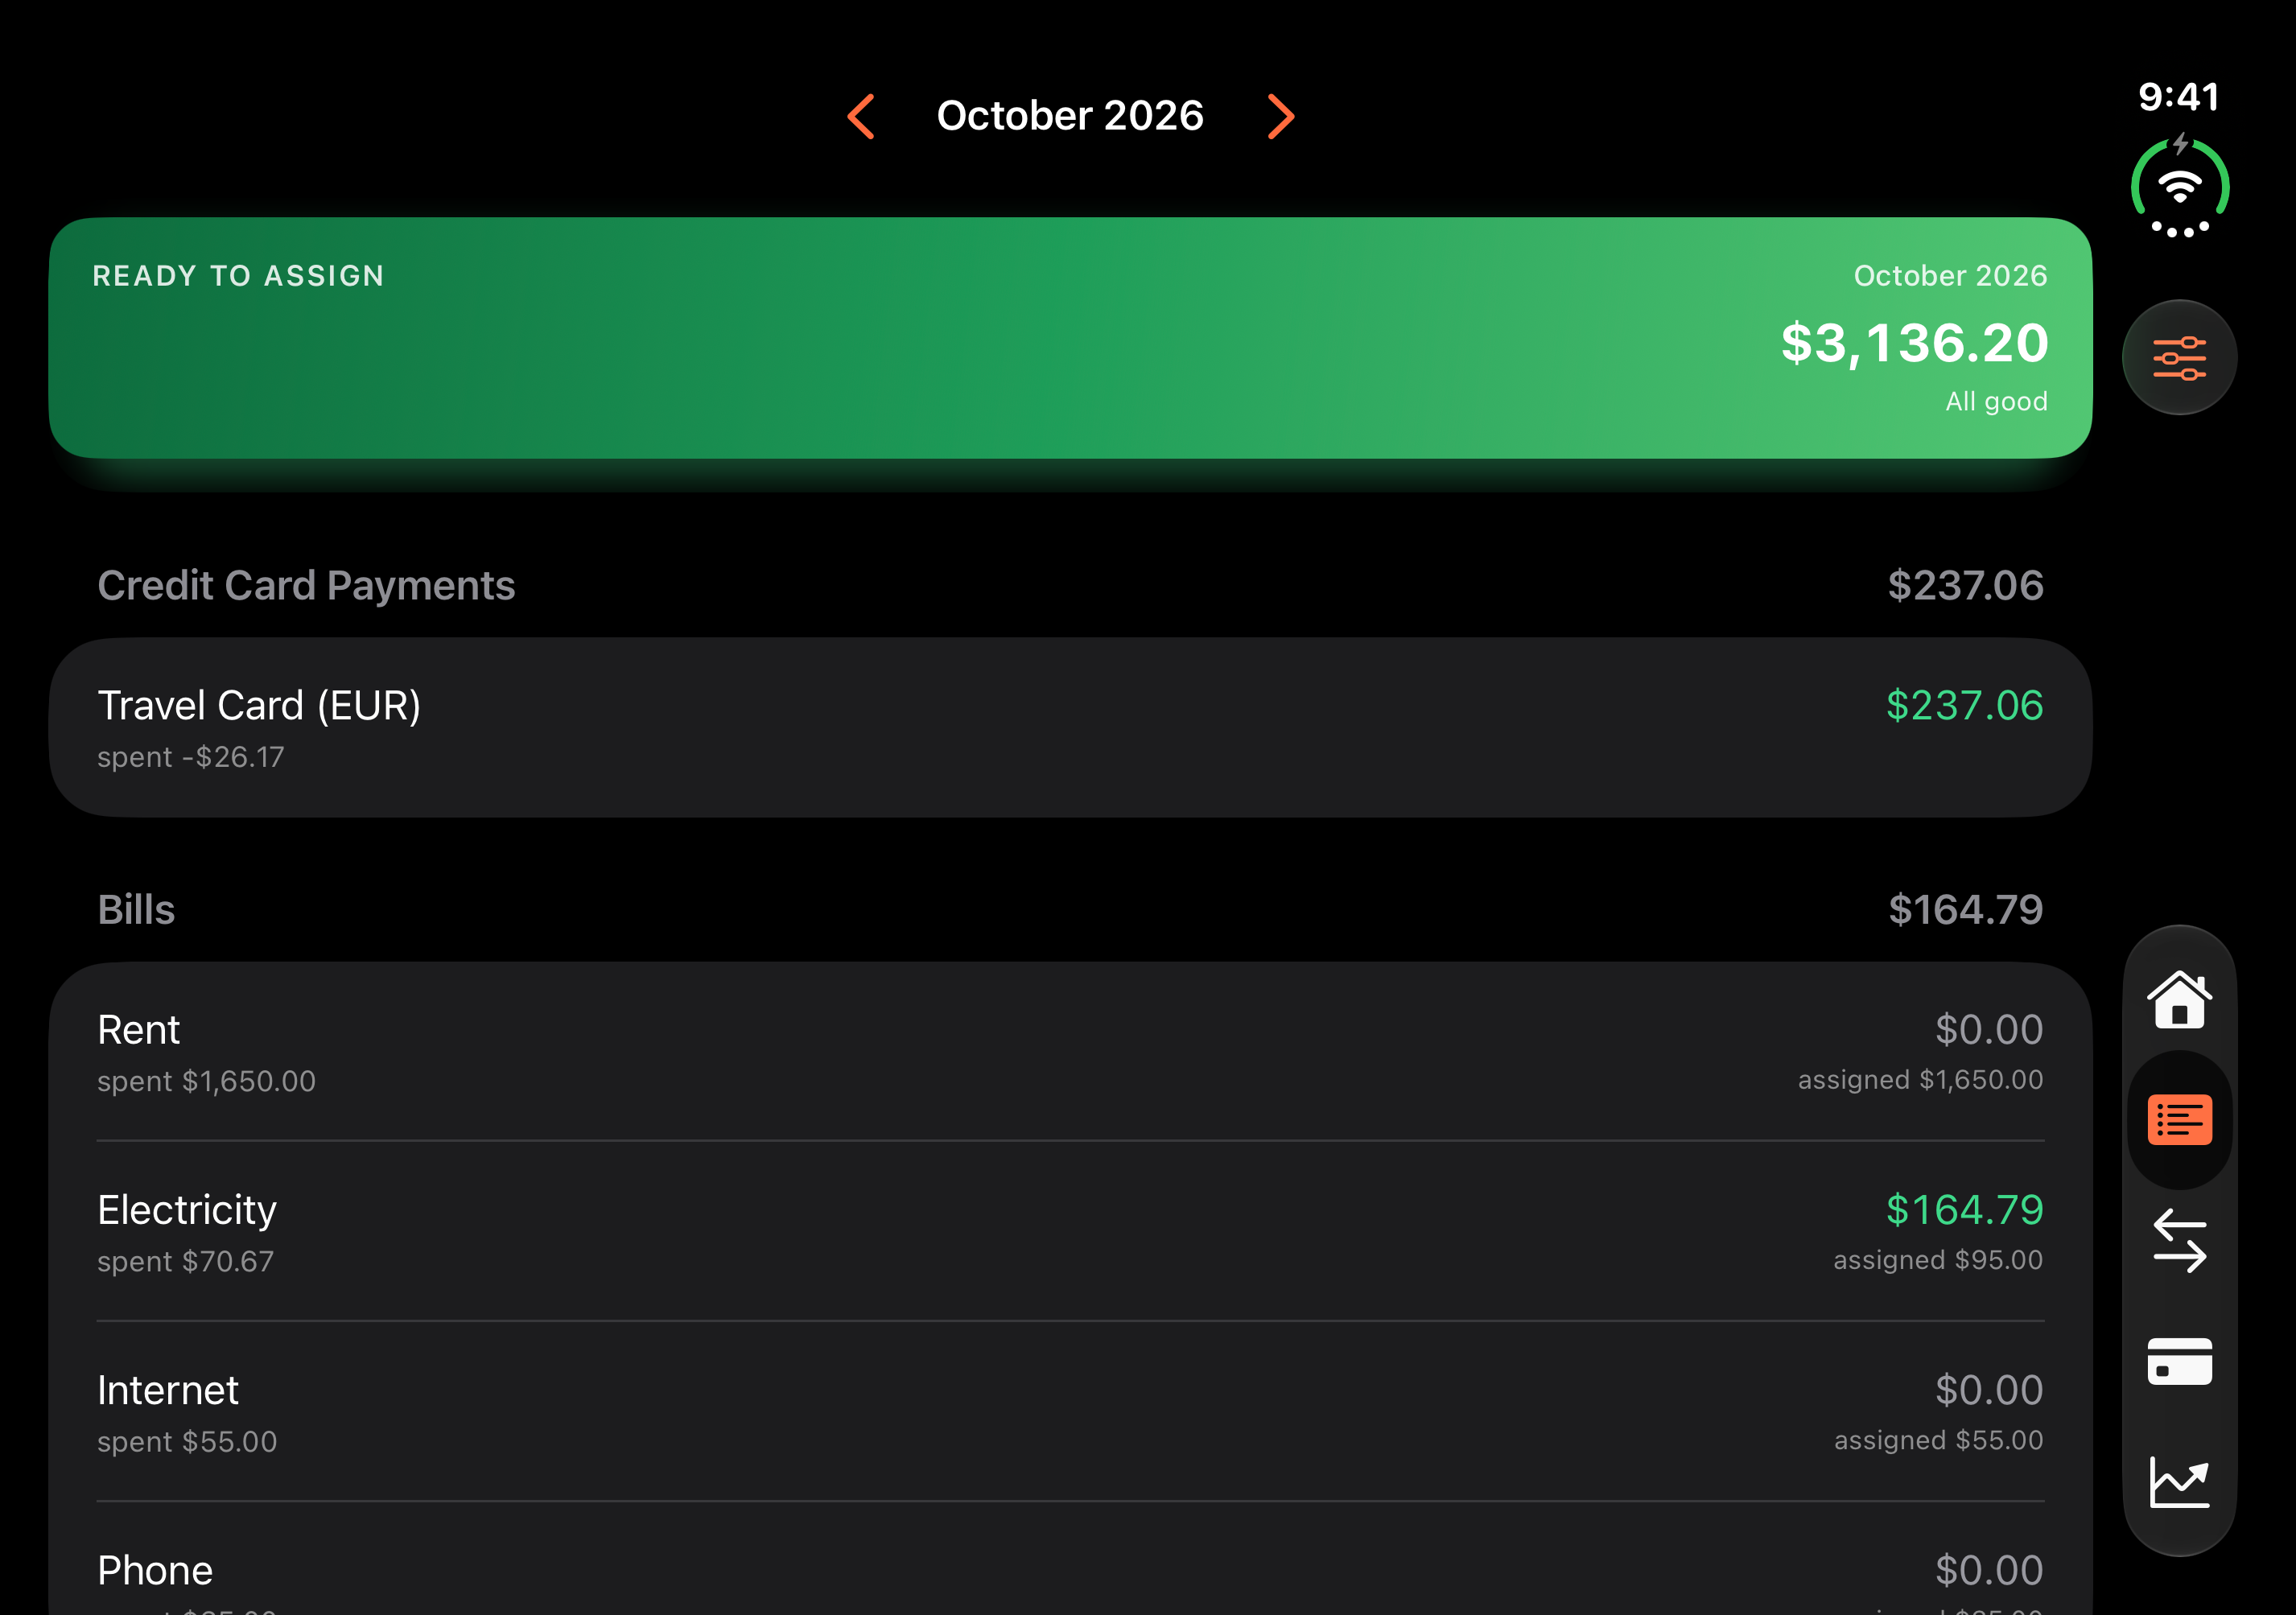 October 2026
9:41
READY TO ASSIGN
October 2026
$3,136.20
All good
Credit Card Payments
$237.06
Travel Card (EUR)
$237.06
spent -$26.17
Bills
$164.79
Rent
$0.00
spent $1,650.00
assigned $1,650.00
Electricity
$164.79
spent $70.67
assigned $95.00
Internet
$0.00
spent $55.00
assigned $55.00
Phone
$0.00